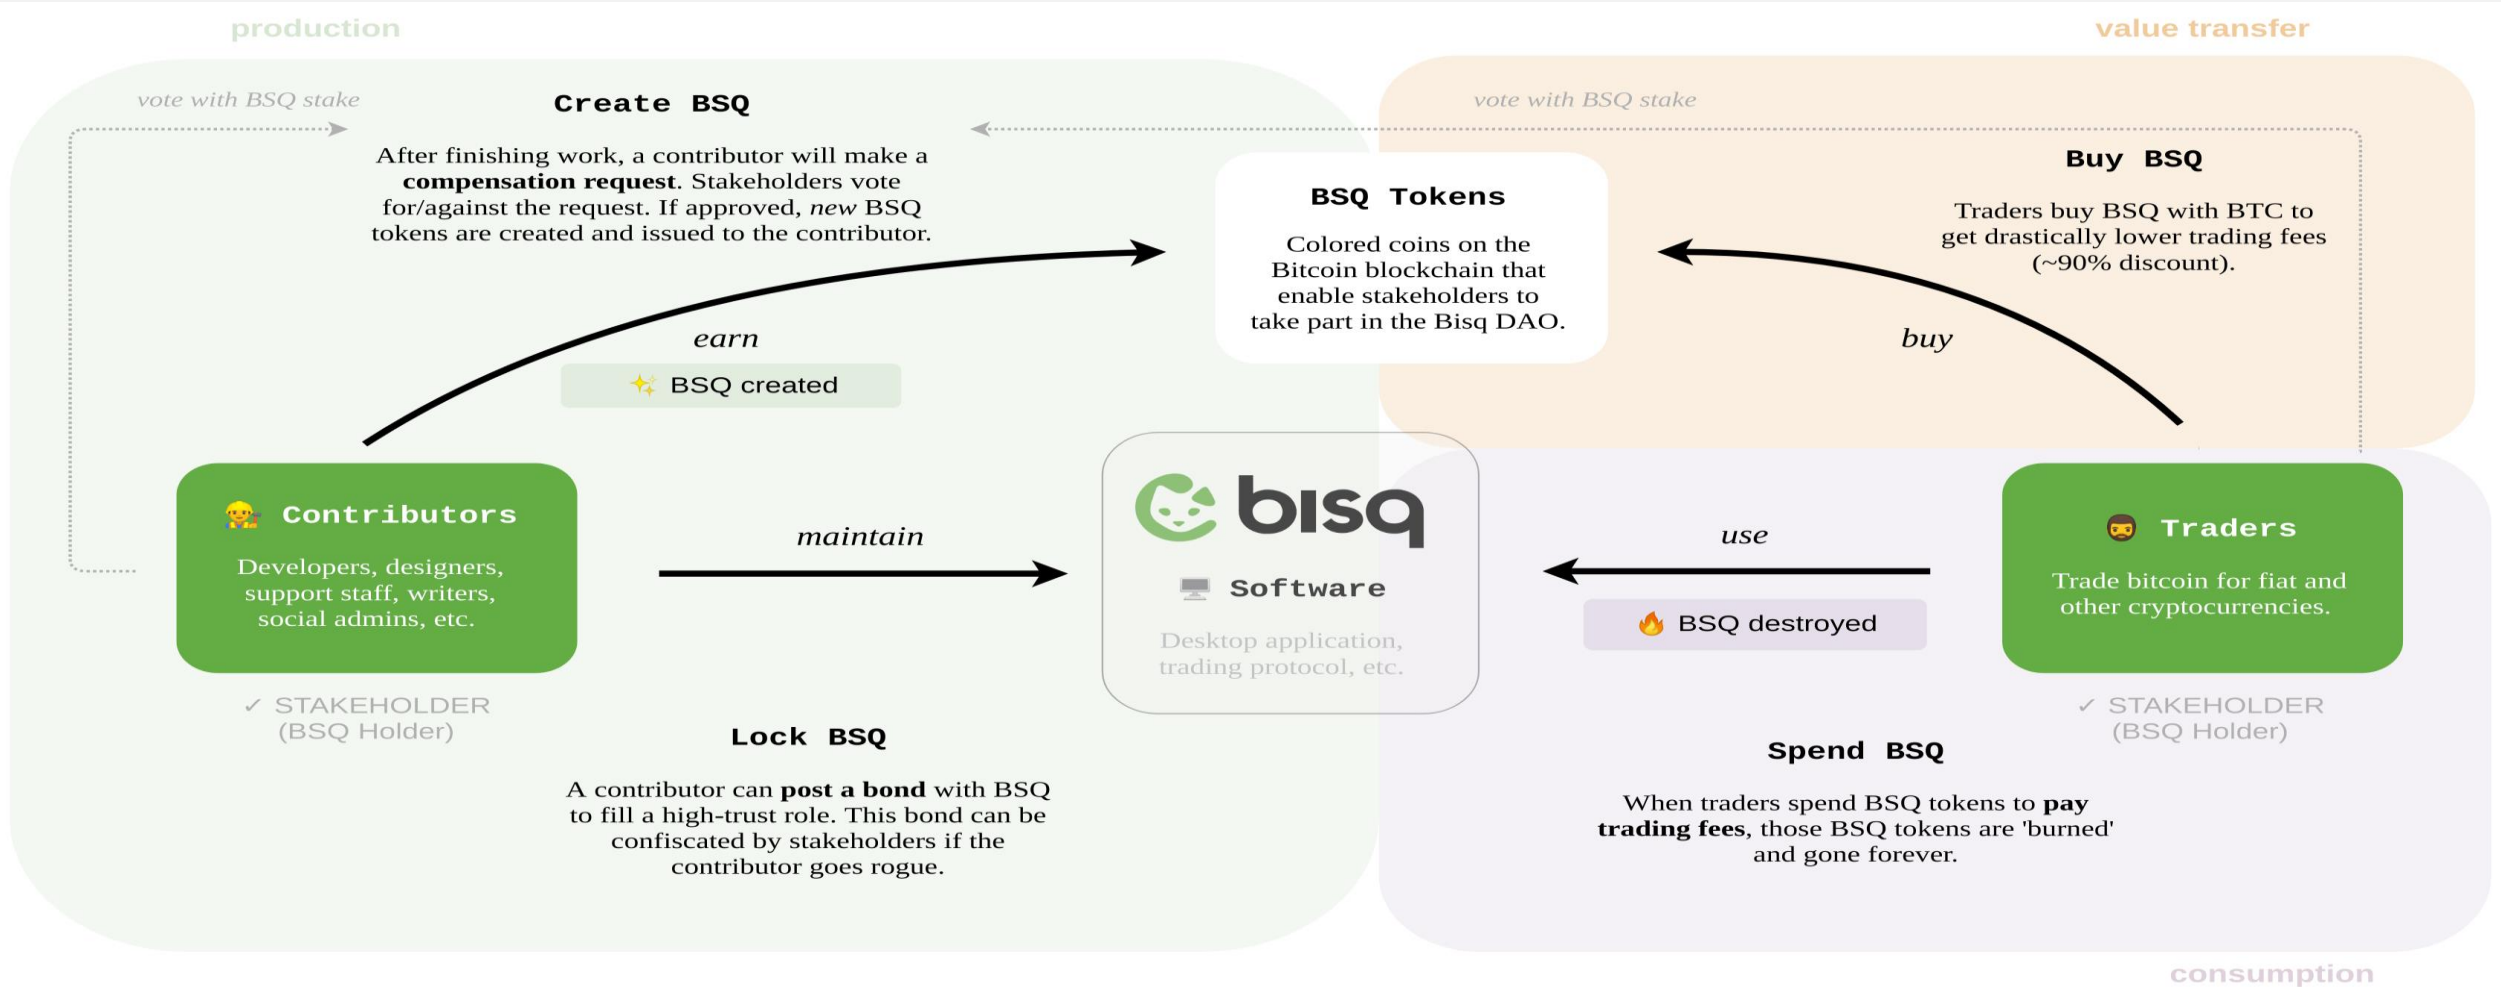 production
value transfer
vote with BSQ stake
Create BSQ
After finishing work, a contributor will make a
compensation request. Stakeholders vote
for/against the request. If approved, new BSQ
tokens are created and issued to the contributor.
vote with BSQ stake
BSQ Tokens
Colored coins on the
Bitcoin blockchain that
enable stakeholders to
take part in the Bisq DAO.
Buy BSQ
Traders buy BSQ with BTC to
get drastically lower trading fees
(~90% discount).
earn
✨ BSQ created
buy
Contributors
Developers, designers,
support staff, writers,
social admins, etc.
✓ STAKEHOLDER
(BSQ Holder)
maintain
bisq
Software
Desktop application,
trading protocol, etc.
use
🔥 BSQ destroyed
Traders
Trade bitcoin for fiat and
other cryptocurrencies.
✓ STAKEHOLDER
(BSQ Holder)
Lock BSQ
A contributor can post a bond with BSQ
to fill a high-trust role. This bond can be
confiscated by stakeholders if the
contributor goes rogue.
Spend BSQ
When traders spend BSQ tokens to pay
trading fees, those BSQ tokens are 'burned'
and gone forever.
consumption